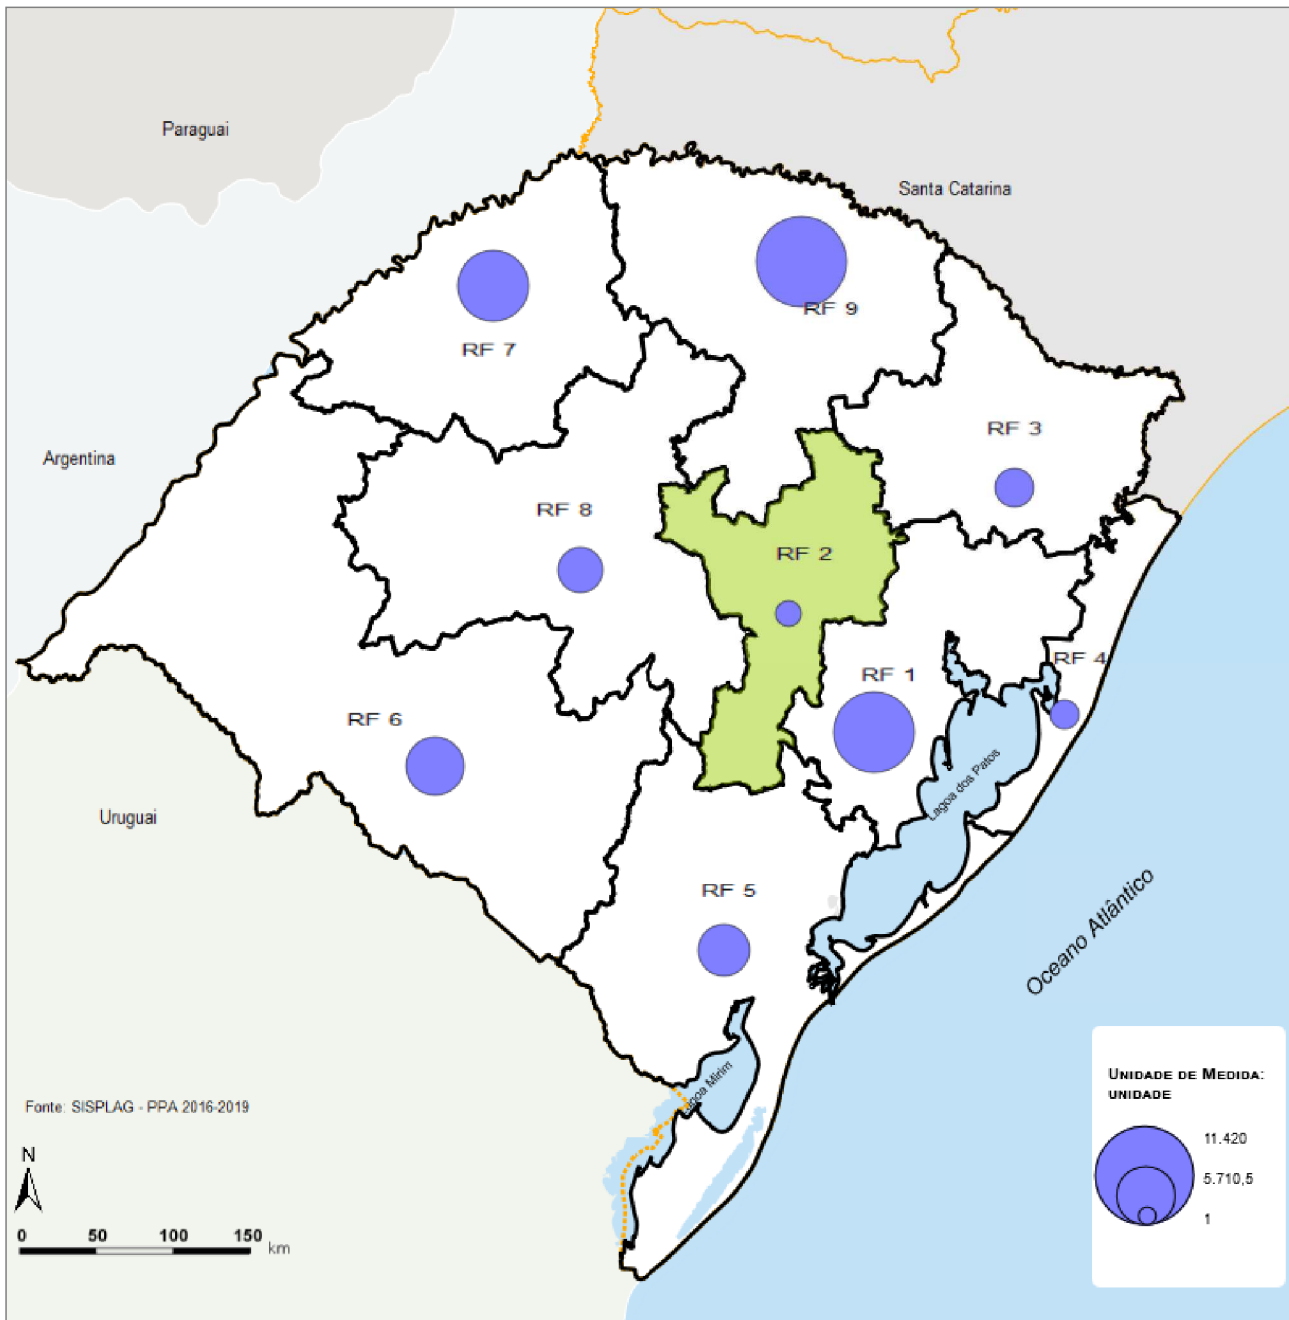 Paraguai
Santa Catarina
RF 9
RF 7
RF 3
Argentina
RF 8
RF 2
RF 4
RF 1
RF 6
Lagoa dos Patos
Uruguai
RF 5
Oceano Atlântico
Lagoa Mirim
UNIDADE DE MEDIDA:
UNIDADE
11.420
5.710,5
1
Fonte: SISPLAG - PPA 2016-2019
N
0 50 100 150
km